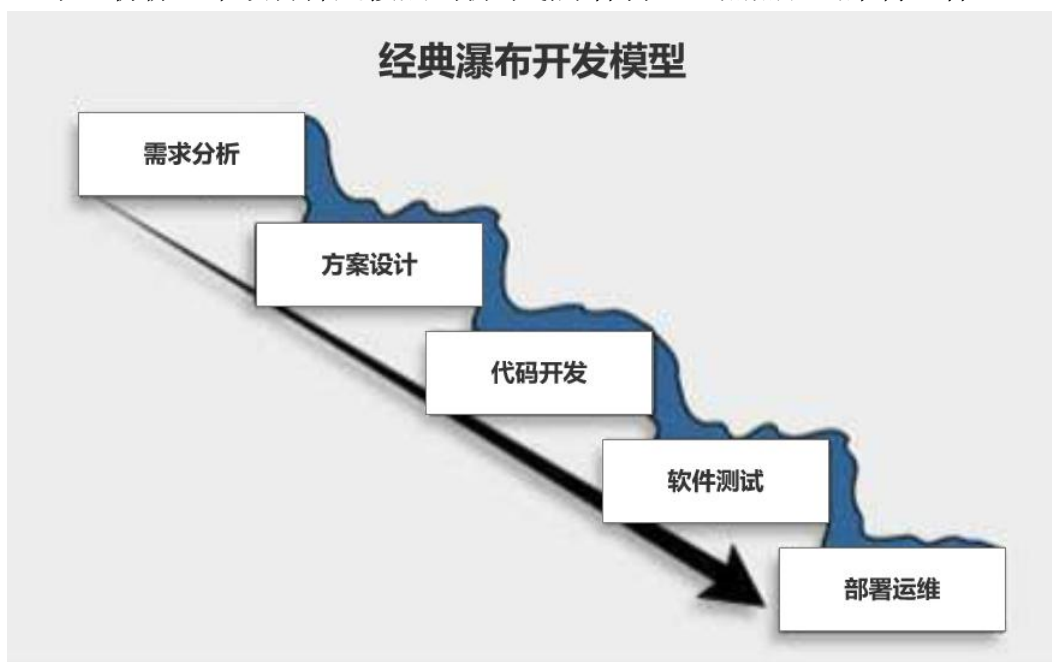 经典瀑布开发模型
需求分析
方案设计
代码开发
软件测试
部署运维